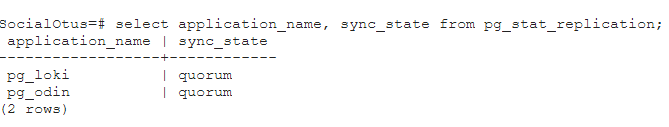 SocialOtus=# select application_name, sync_state from pg_stat_replication;
 application_name | sync_state
------------------+------------
 pg_loki          | quorum
 pg_odin          | quorum
(2 rows)